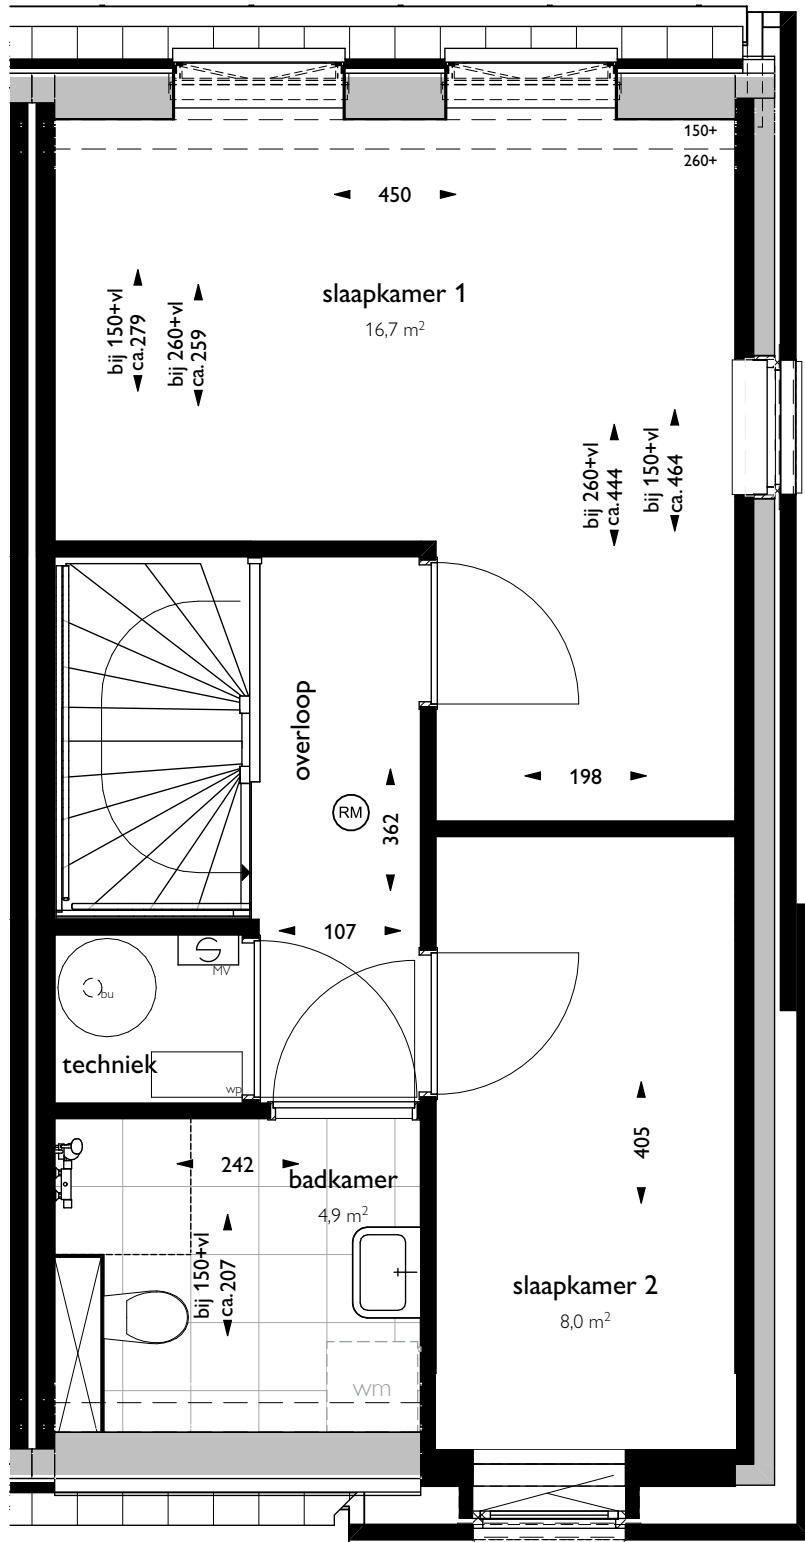 150+
260+
450
slaapkamer 1
16,7 m²
bij 150+vl
ca.279
bij 260+vl
ca.259
bij 260+vl
ca.444
bij 150+vl
ca.464
overloop
RM
362
198
107
MV
bu
techniek
wp
242
badkamer
4,9 m²
bij 150+vl
ca.207
405
slaapkamer 2
8,0 m²
wm